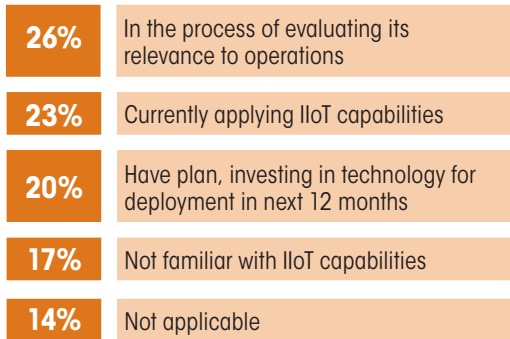 26%
In the process of evaluating its
relevance to operations
23%
Currently applying IIoT capabilities
20%
Have plan, investing in technology for
deployment in next 12 months
17%
Not familiar with IIoT capabilities
14%
Not applicable